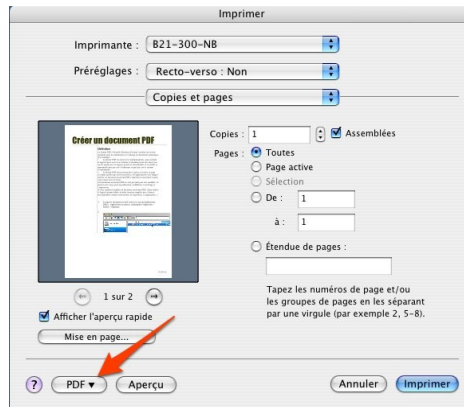 Imprimer
Imprimante : B21-300-NB
Préréglages : Recto-verso : Non
Copies et pages
Créer un document PDF
Copies : 1 Assemblées
Pages : Toutes
Page active
Sélection
De : 1
à : 1
Étendue de pages :
Tapez les numéros de page et/ou
les groupes de pages en les séparant
par une virgule (par exemple 2, 5-8).
1 sur 2
Afficher l'aperçu rapide
Mise en page...
? PDF ▼ Aperçu Annuler Imprimer